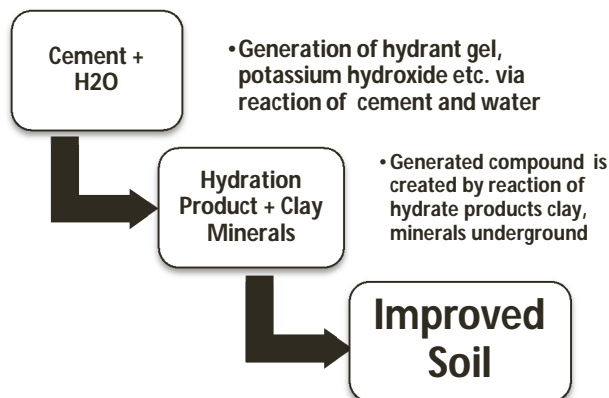 Cement +
H2O
•Generation of hydrant gel,
potassium hydroxide etc. via
reaction of cement and water
Hydration
Product + Clay
Minerals
•Generated compound is
created by reaction of
hydrate products clay,
minerals underground
Improved
Soil